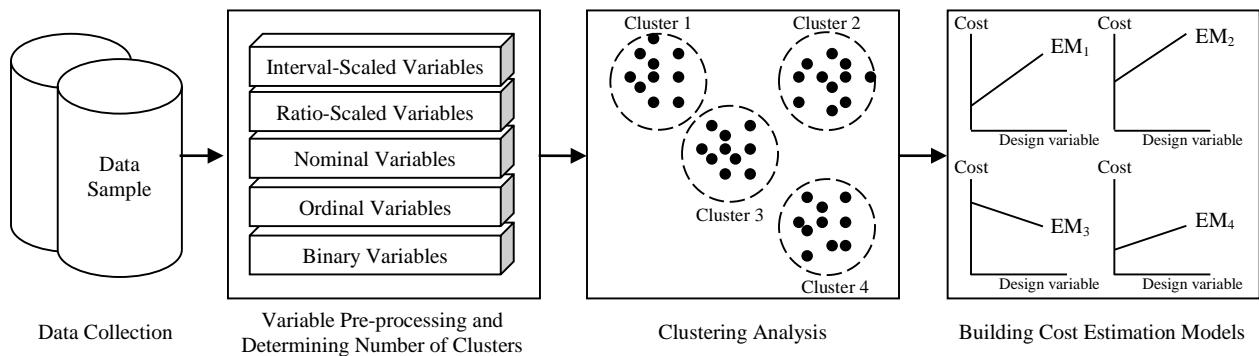 Data
Sample
Data Collection
Interval-Scaled Variables
Ratio-Scaled Variables
Nominal Variables
Ordinal Variables
Binary Variables
Variable Pre-processing and
Determining Number of Clusters
Cluster 1
Cluster 2
Cluster 3
Cluster 4
Clustering Analysis
Cost
EM₁
Design variable
Cost
EM₂
Design variable
Cost
EM₃
Design variable
Cost
EM₄
Design variable
Building Cost Estimation Models